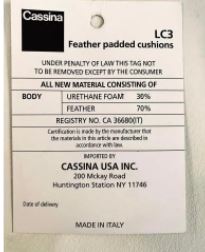 Cassina
LC3
Feather padded cushions
UNDER PENALTY OF LAW THIS TAG NOT
TO BE REMOVED EXCEPT BY THE CONSUMER
ALL NEW MATERIAL CONSISTING OF
BODY URETHANE FOAM 30%
FEATHER 70%
REGISTRY NO. CA 36680(IT)
Certification is made by the manufacturer that
the materials in this article are described in
accordance with law.
IMPORTED BY
CASSINA USA INC.
200 Mckay Road
Huntington Station NY 11746
Date of delivery
MADE IN ITALY